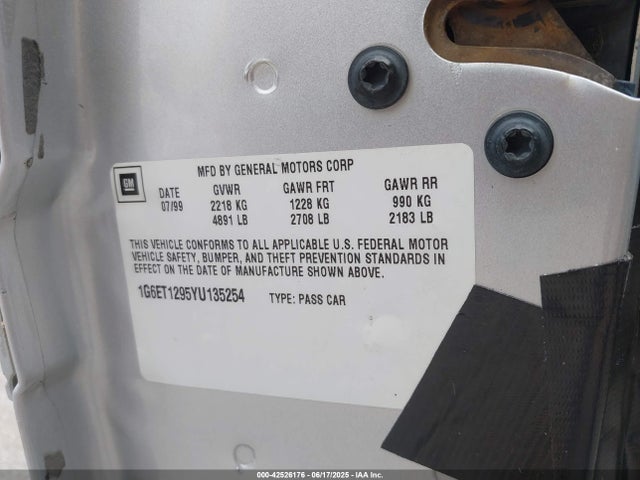 MFD BY GENERAL MOTORS CORP
GM
DATE GVWR GAWR FRT GAWR RR
07/99 2218 KG 1228 KG 990 KG
4891 LB 2708 LB 2183 LB
THIS VEHICLE CONFORMS TO ALL APPLICABLE U.S. FEDERAL MOTOR
VEHICLE SAFETY, BUMPER, AND THEFT PREVENTION STANDARDS IN
EFFECT ON THE DATE OF MANUFACTURE SHOWN ABOVE.
1G6ET1295YU135254 TYPE: PASS CAR
00-42526176 - 06/17/2025 - IAA Inc.